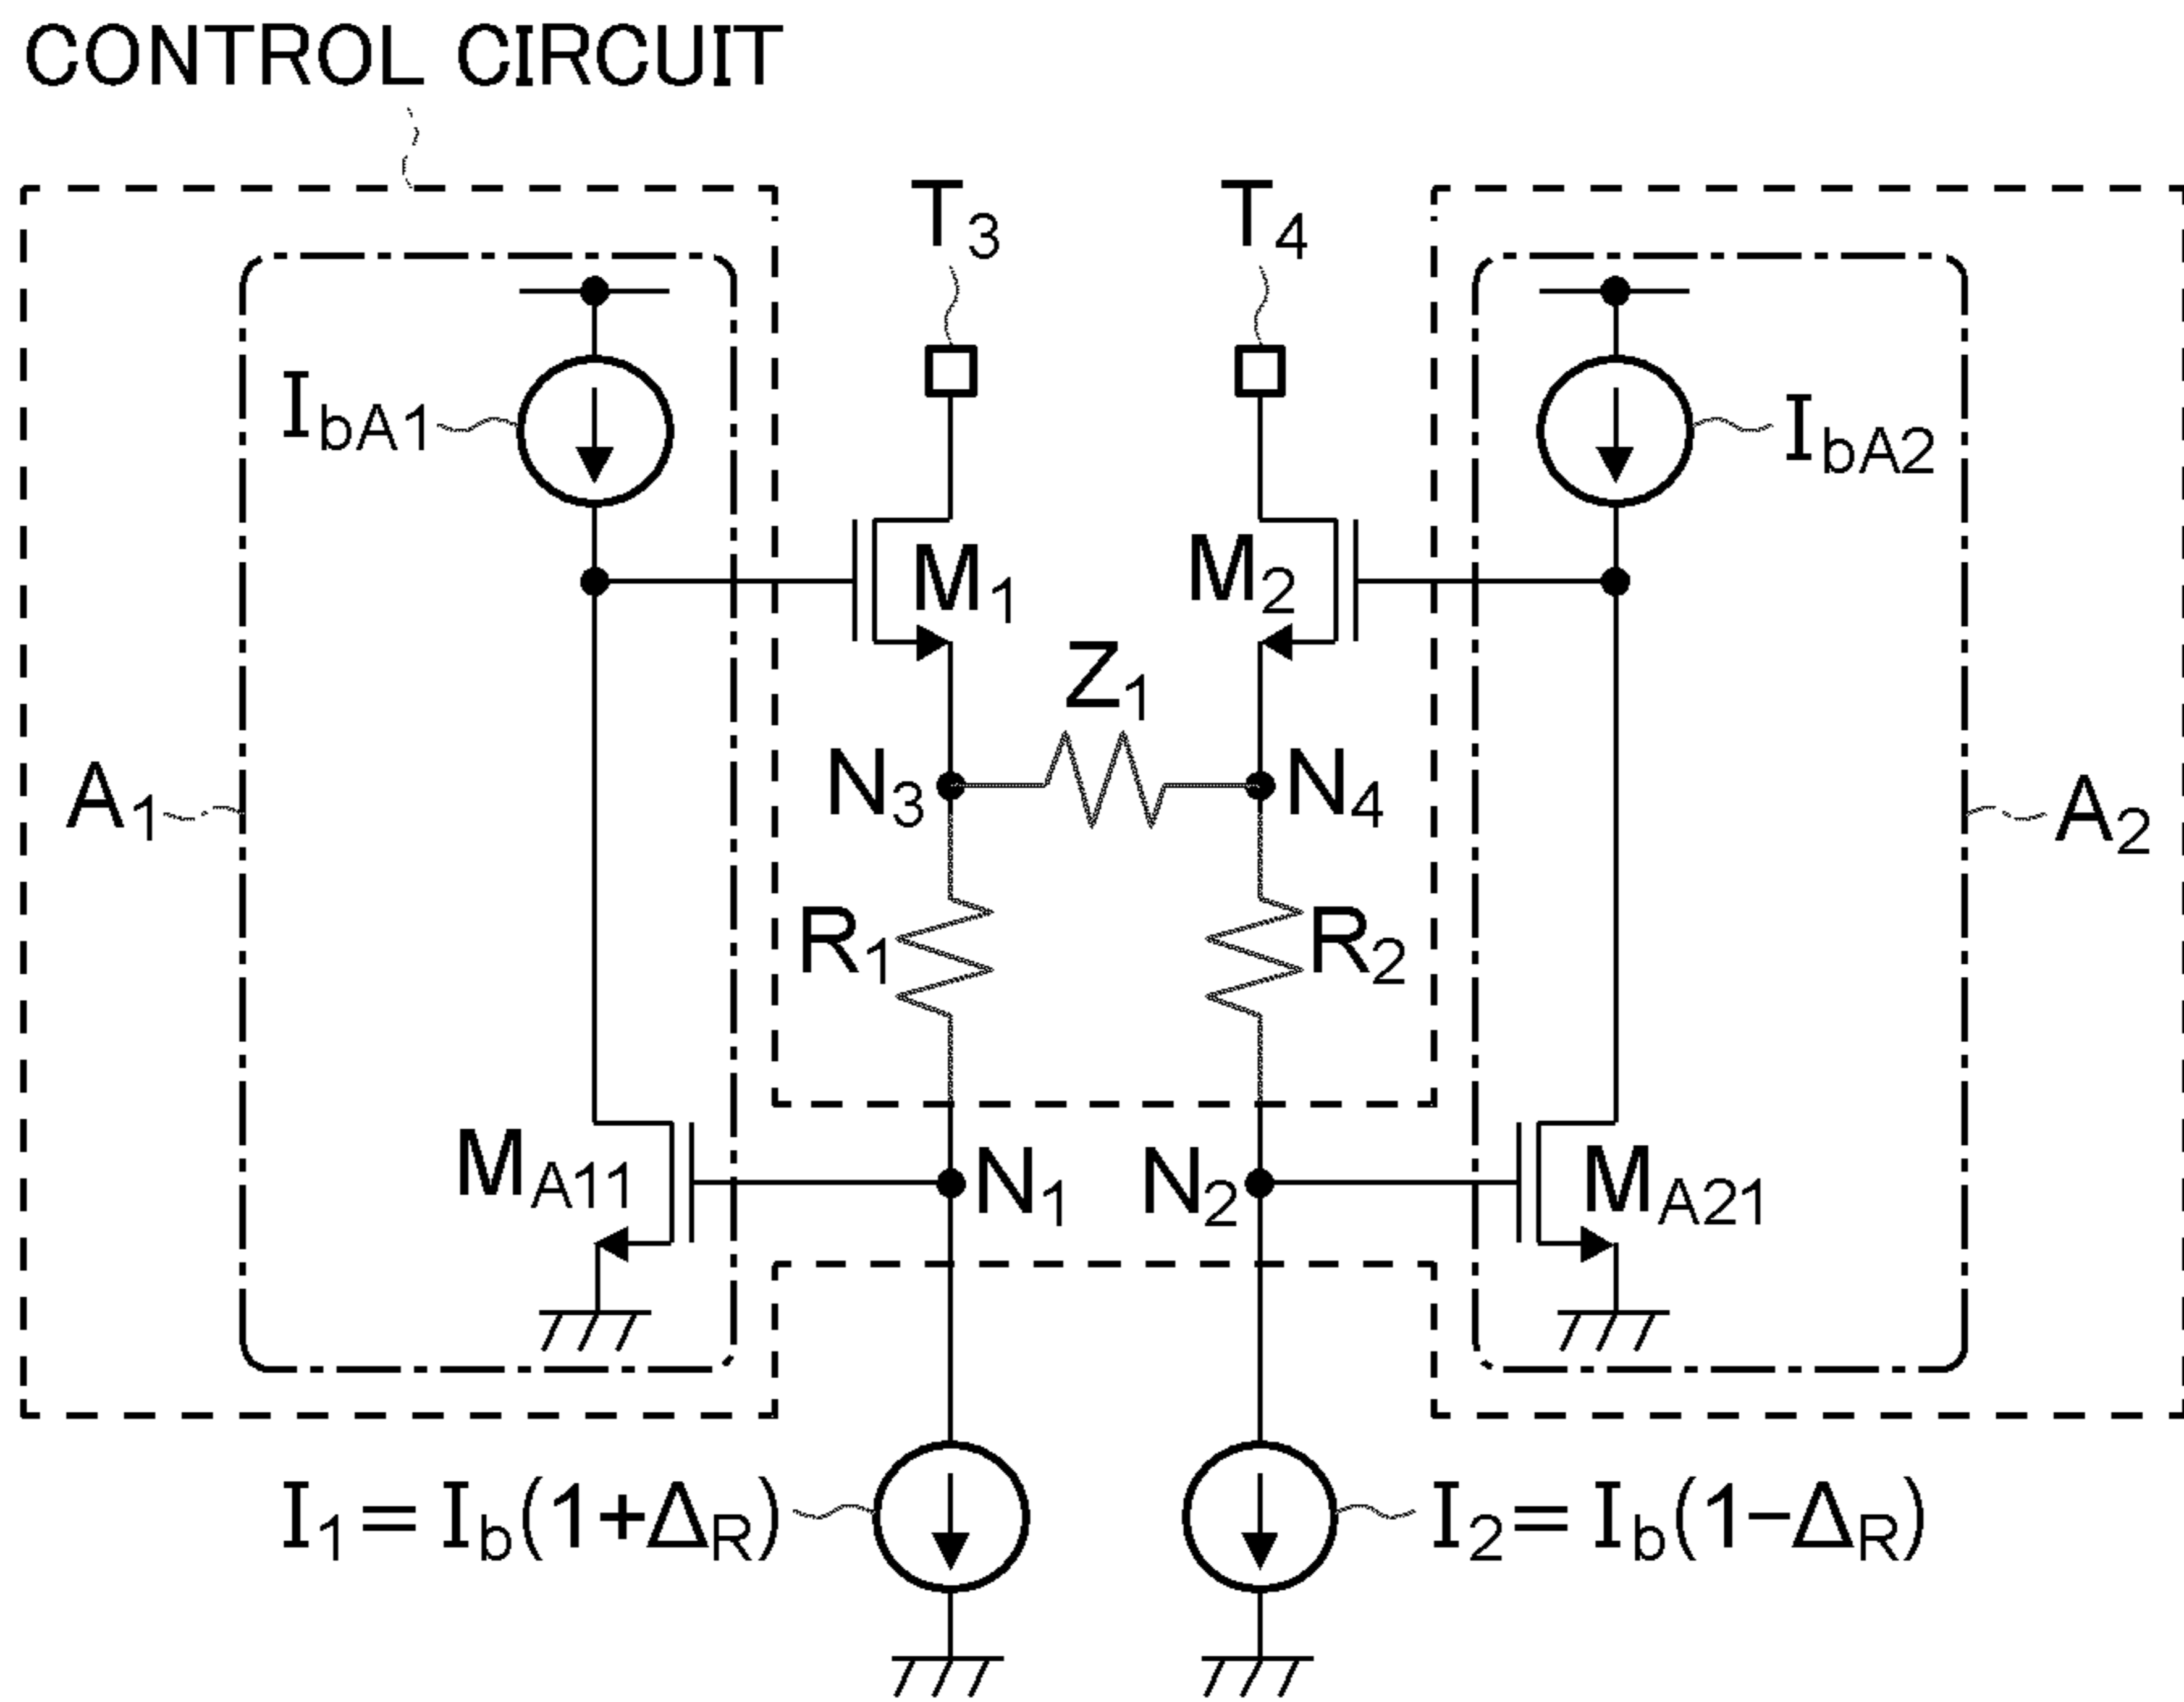 CONTROL CIRCUIT
T3 T4
IbA1 IbA2
M1 M2
Z1
N3 N4
A1 A2
R1 R2
MA11 N1 N2 MA21
I1= Ib(1+ΔR) I2= Ib(1−ΔR)